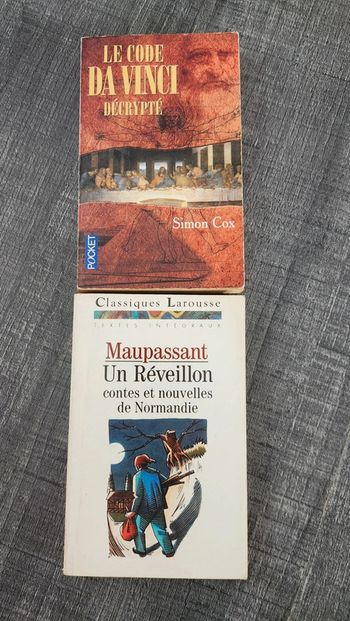 LE CODE
DA VINCI
DÉCRYPTÉ
Simon Cox
POCKET
Classiques Larousse
TEXTES INTÉGRAUX
Maupassant
Un Réveillon
contes et nouvelles
de Normandie